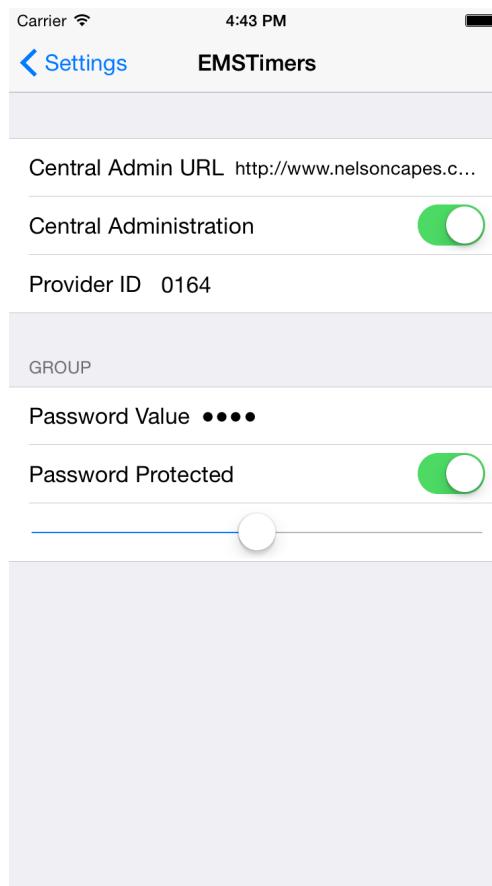 Carrier 4:43 PM
Settings EMSTimers
Central Admin URL http://www.nelsoncapes.c...
Central Administration
Provider ID 0164
GROUP
Password Value ●●●●
Password Protected